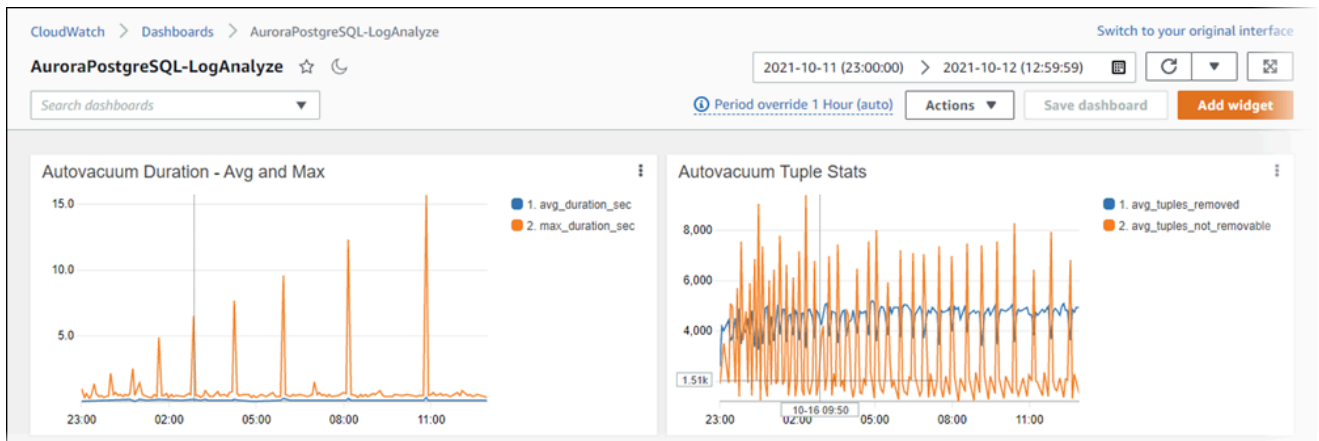 CloudWatch > Dashboards > AuroraPostgreSQL-LogAnalyze
Switch to your original interface
AuroraPostgreSQL-LogAnalyze
2021-10-11 (23:00:00) > 2021-10-12 (12:59:59)
Search dashboards
Period override 1 Hour (auto)
Actions
Save dashboard
Add widget
Autovacuum Duration - Avg and Max
15.0
10.0
5.0
23:00 02:00 05:00 08:00 11:00
1. avg_duration_sec
2. max_duration_sec
Autovacuum Tuple Stats
8,000
6,000
4,000
1.51k
10-16 09:50
23:00 02:00 05:00 08:00 11:00
1. avg_tuples_removed
2. avg_tuples_not_removable